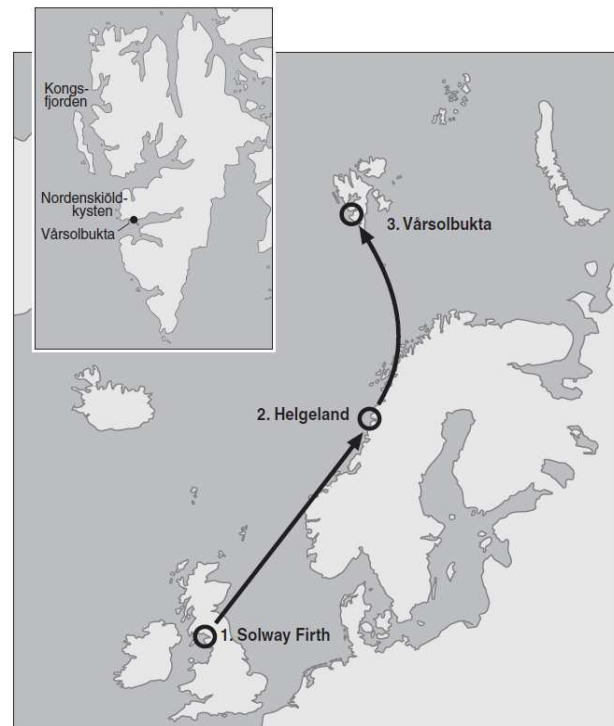 Kongs-
fjorden
Nordenskiöld-
kysten
Vårsolbukta
3. Vårsolbukta
2. Helgeland
1. Solway Firth